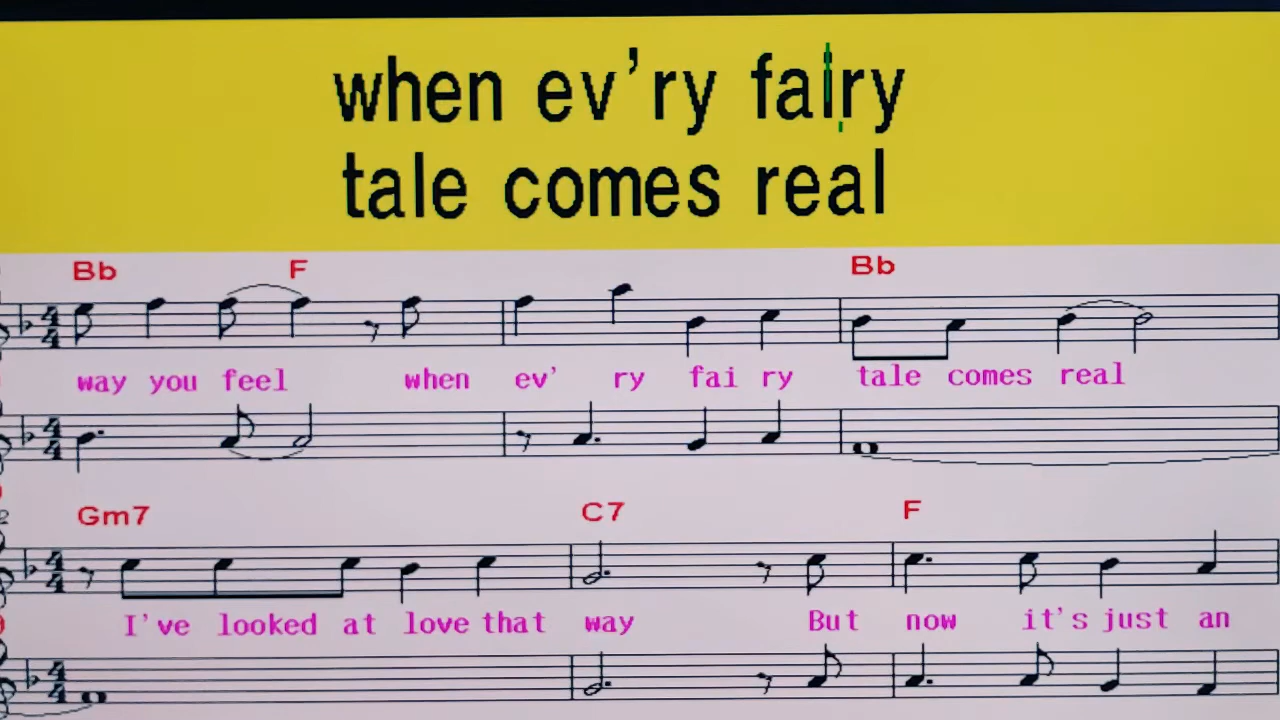 when ev'ry fairy
tale comes real
Bb F Bb
way you feel when ev' ry fai ry tale comes real
Gm7 C7 F
I've looked at love that way But now it's just an